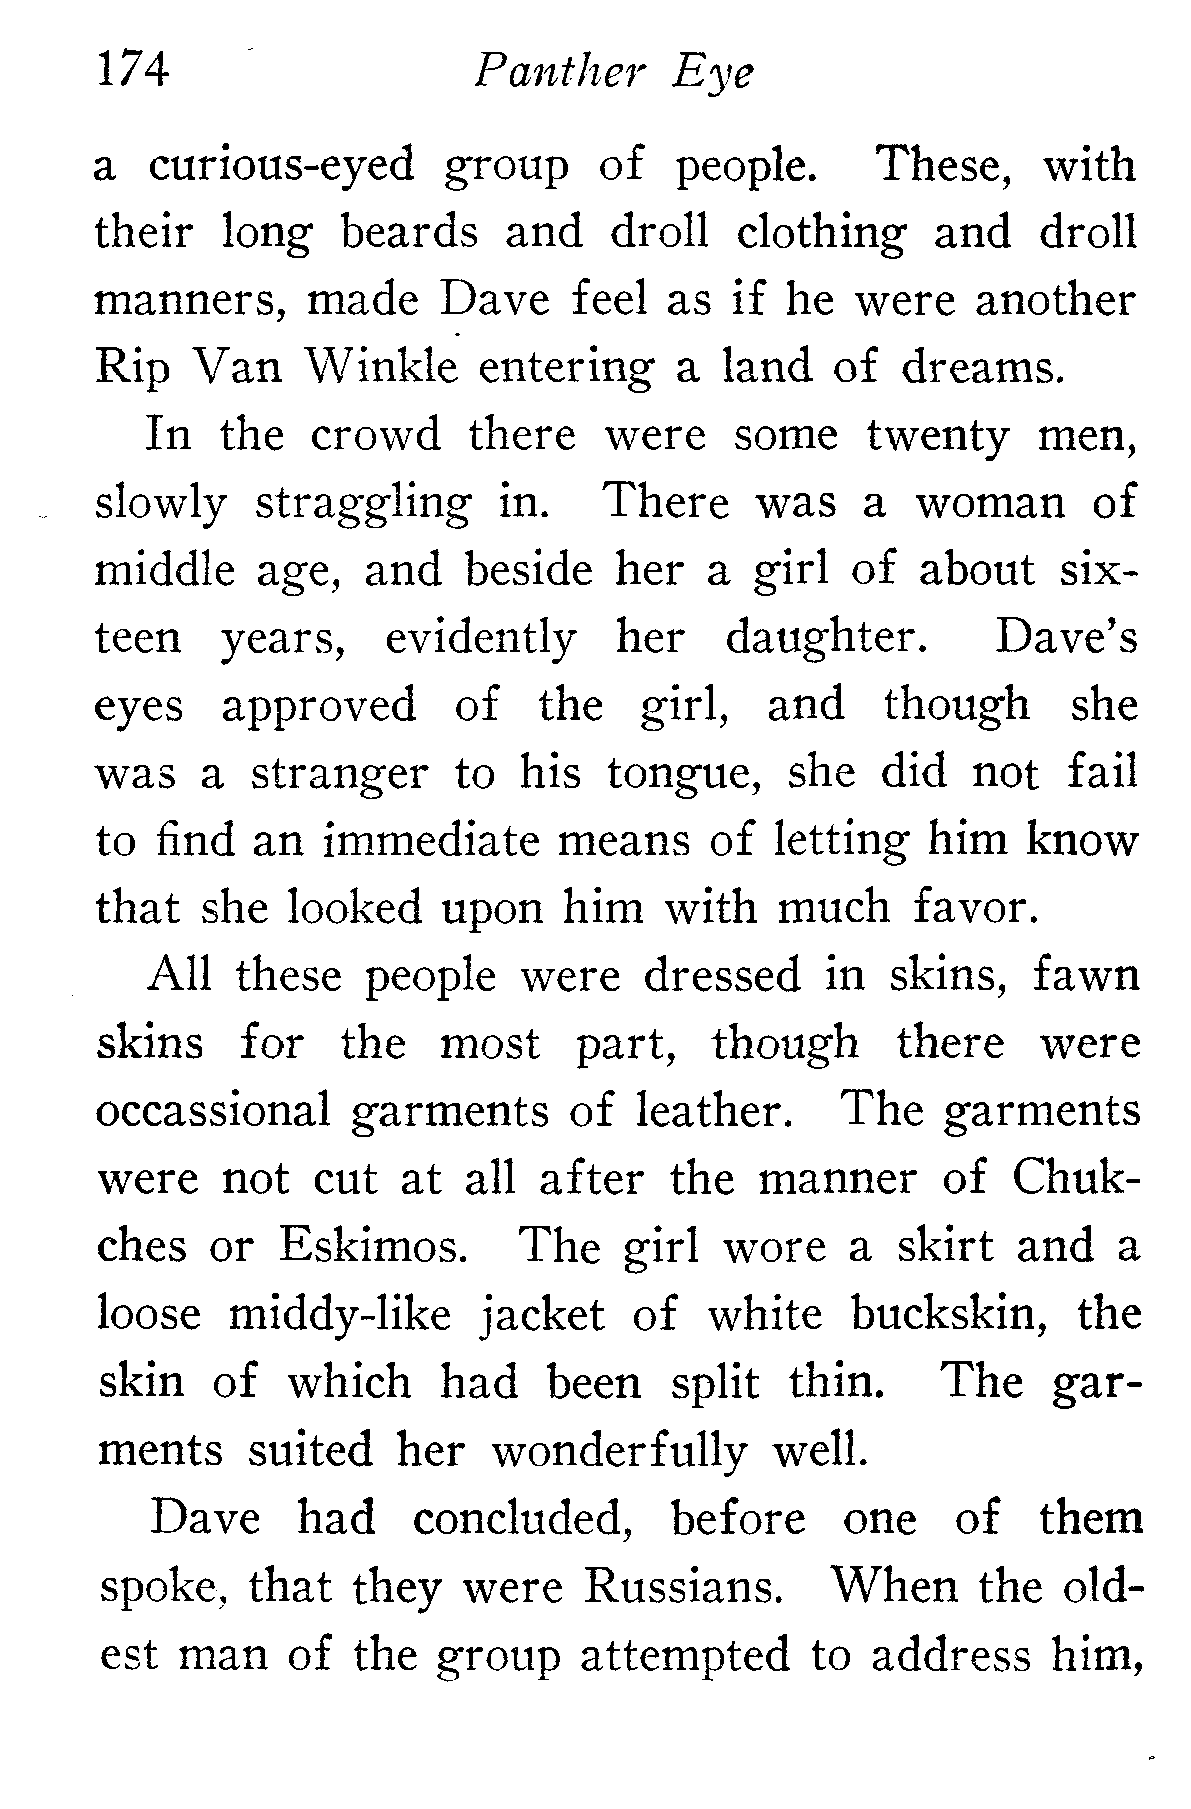 174 Panther Eye
a curious-eyed group of people. These, with
their long beards and droll clothing and droll
manners, made Dave feel as if he were another
Rip Van Winkle entering a land of dreams.
In the crowd there were some twenty men,
slowly straggling in. There was a woman of
middle age, and beside her a girl of about six-
teen years, evidently her daughter. Dave's
eyes approved of the girl, and though she
was a stranger to his tongue, she did not fail
to find an immediate means of letting him know
that she looked upon him with much favor.
All these people were dressed in skins, fawn
skins for the most part, though there were
occassional garments of leather. The garments
were not cut at all after the manner of Chuk-
ches or Eskimos. The girl wore a skirt and a
loose middy-like jacket of white buckskin, the
skin of which had been split thin. The gar-
ments suited her wonderfully well.
Dave had concluded, before one of them
spoke, that they were Russians. When the old-
est man of the group attempted to address him,